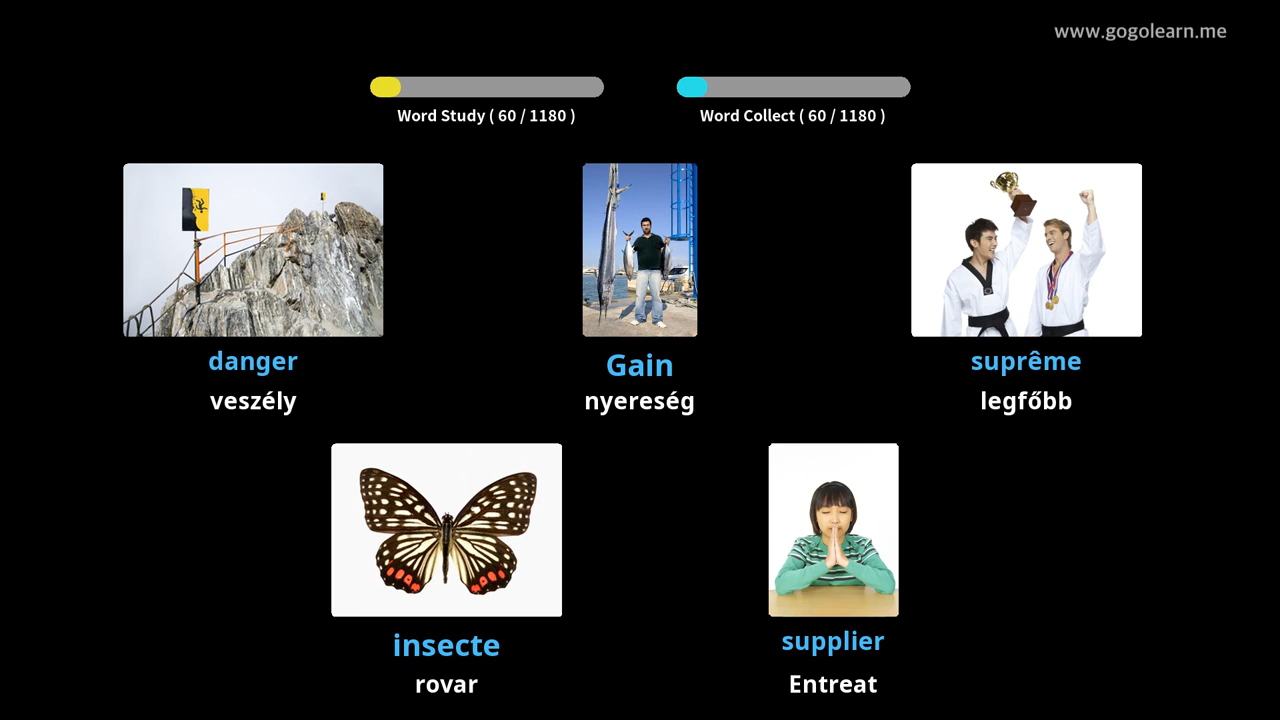 www.gogolearn.me
Word Study ( 60 / 1180 )
Word Collect ( 60 / 1180 )
danger
veszély
Gain
nyereség
suprême
legfőbb
insecte
rovar
supplier
Entreat